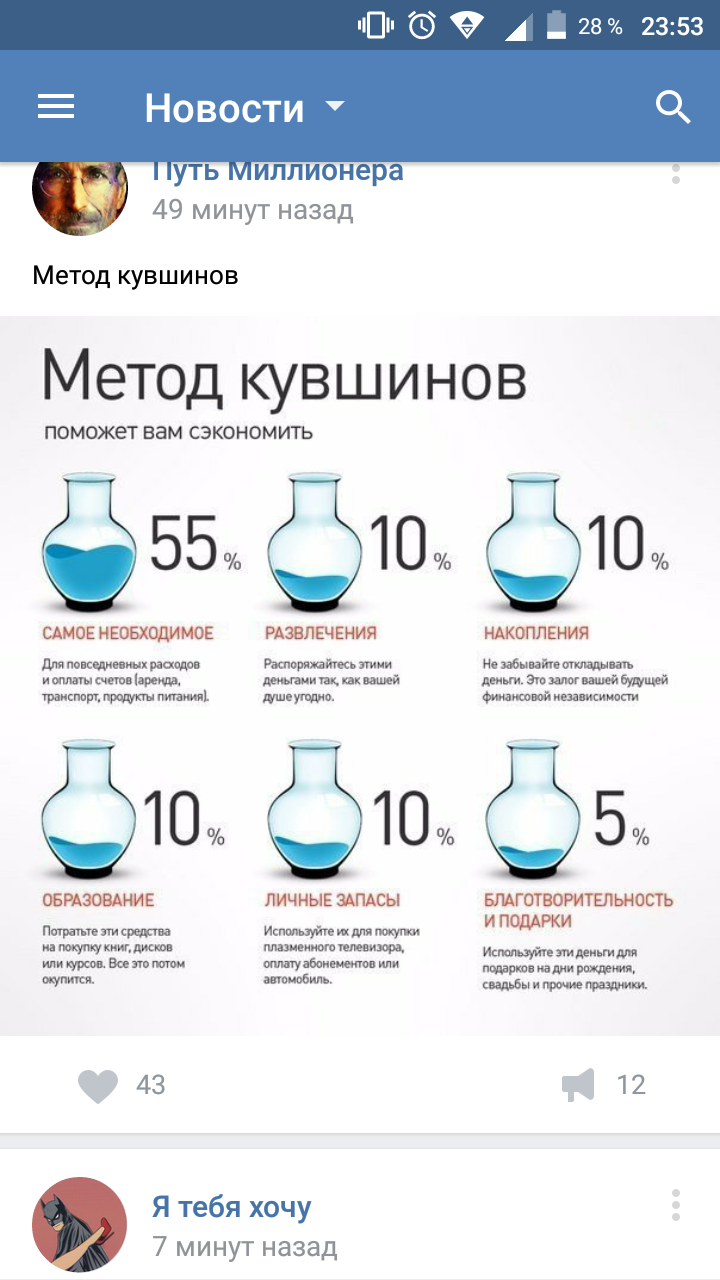 28 % 23:53
Новости
Путь Миллионера
49 минут назад
Метод кувшинов
Метод кувшинов
поможет вам сэкономить
55 %
САМОЕ НЕОБХОДИМОЕ
Для повседневных расходов
и оплаты счетов (аренда,
транспорт, продукты питания).
10 %
РАЗВЛЕЧЕНИЯ
Распоряжайтесь этими
деньгами так, как вашей
душе угодно.
10 %
НАКОПЛЕНИЯ
Не забывайте откладывать
деньги. Это залог вашей будущей
финансовой независимости
10 %
ОБРАЗОВАНИЕ
Потратьте эти средства
на покупку книг, дисков
или курсов. Все это потом
окупится.
10 %
ЛИЧНЫЕ ЗАПАСЫ
Используйте их для покупки
плазменного телевизора,
оплату абонементов или
автомобиль.
5 %
БЛАГОТВОРИТЕЛЬНОСТЬ
И ПОДАРКИ
Используйте эти деньги для
подарков на дни рождения,
свадьбы и прочие праздники.
43
12
Я тебя хочу
7 минут назад